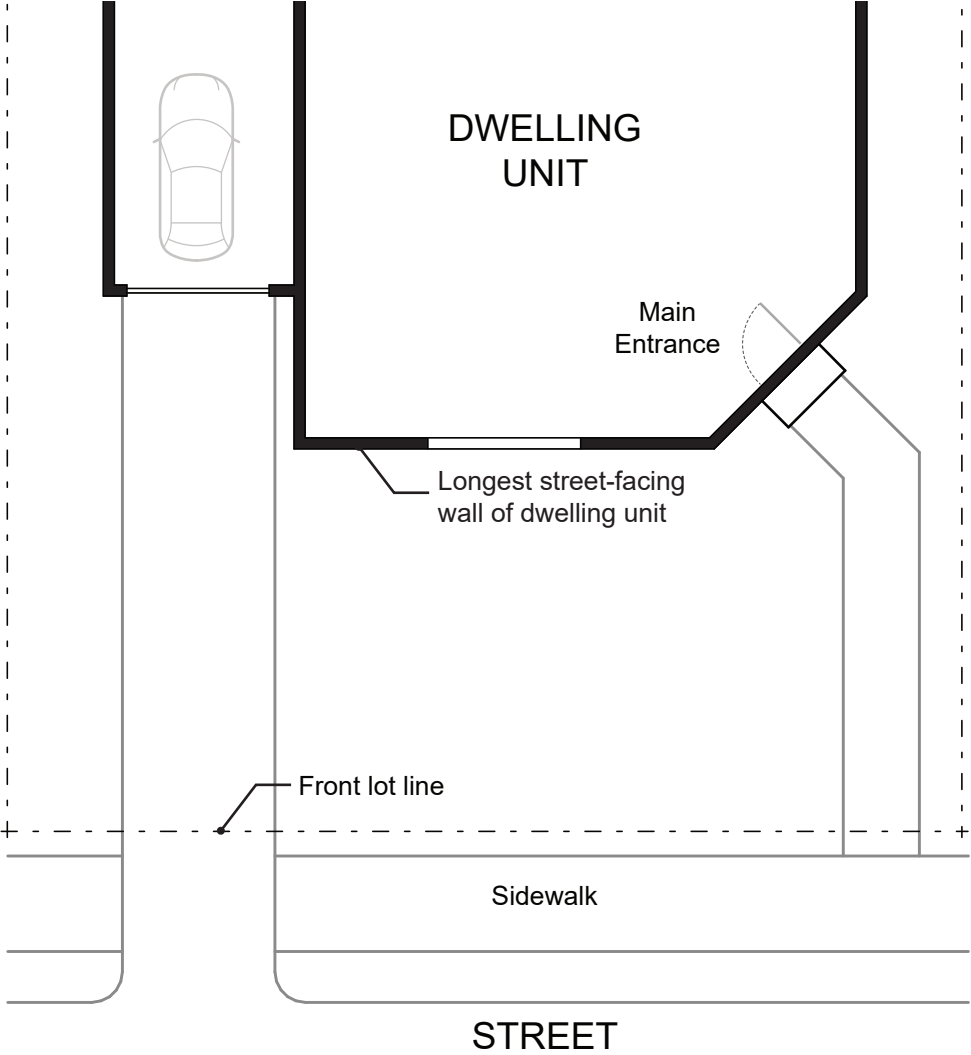 DWELLING
UNIT
Main
Entrance
Longest street-facing
wall of dwelling unit
Front lot line
Sidewalk
STREET